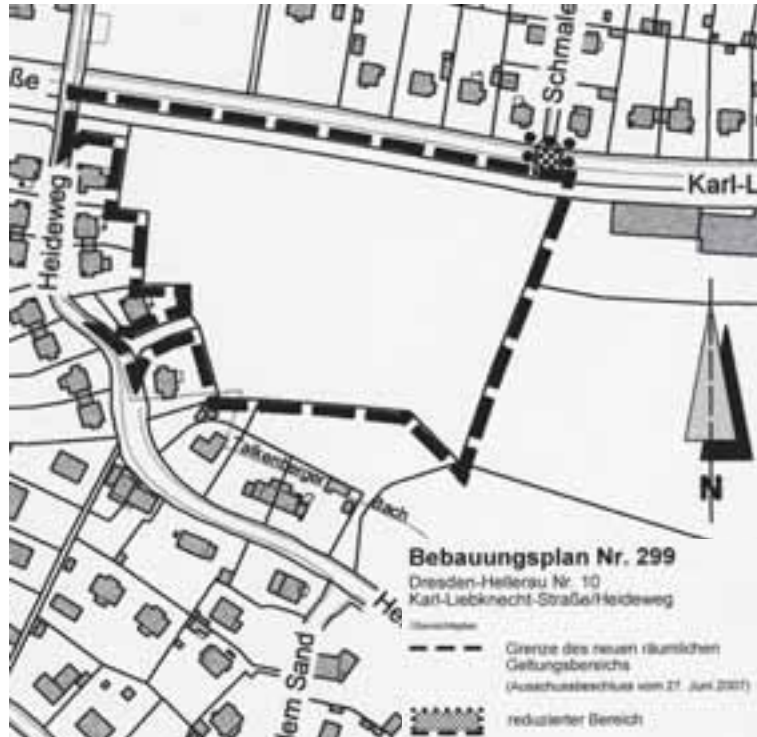 Schmale
ße
Karl-L
Heideweg
Falkenberger
Bach
N
Bebauungsplan Nr. 299
Dresden-Hellerau Nr. 10
Karl-Liebknecht-Straße/Heideweg
He
Übersichtsplan
Grenze des neuen räumlichen
Geltungsbereichs
(Ausschussbeschluss vom 27. Juni 2007)
dem Sand
reduzierter Bereich